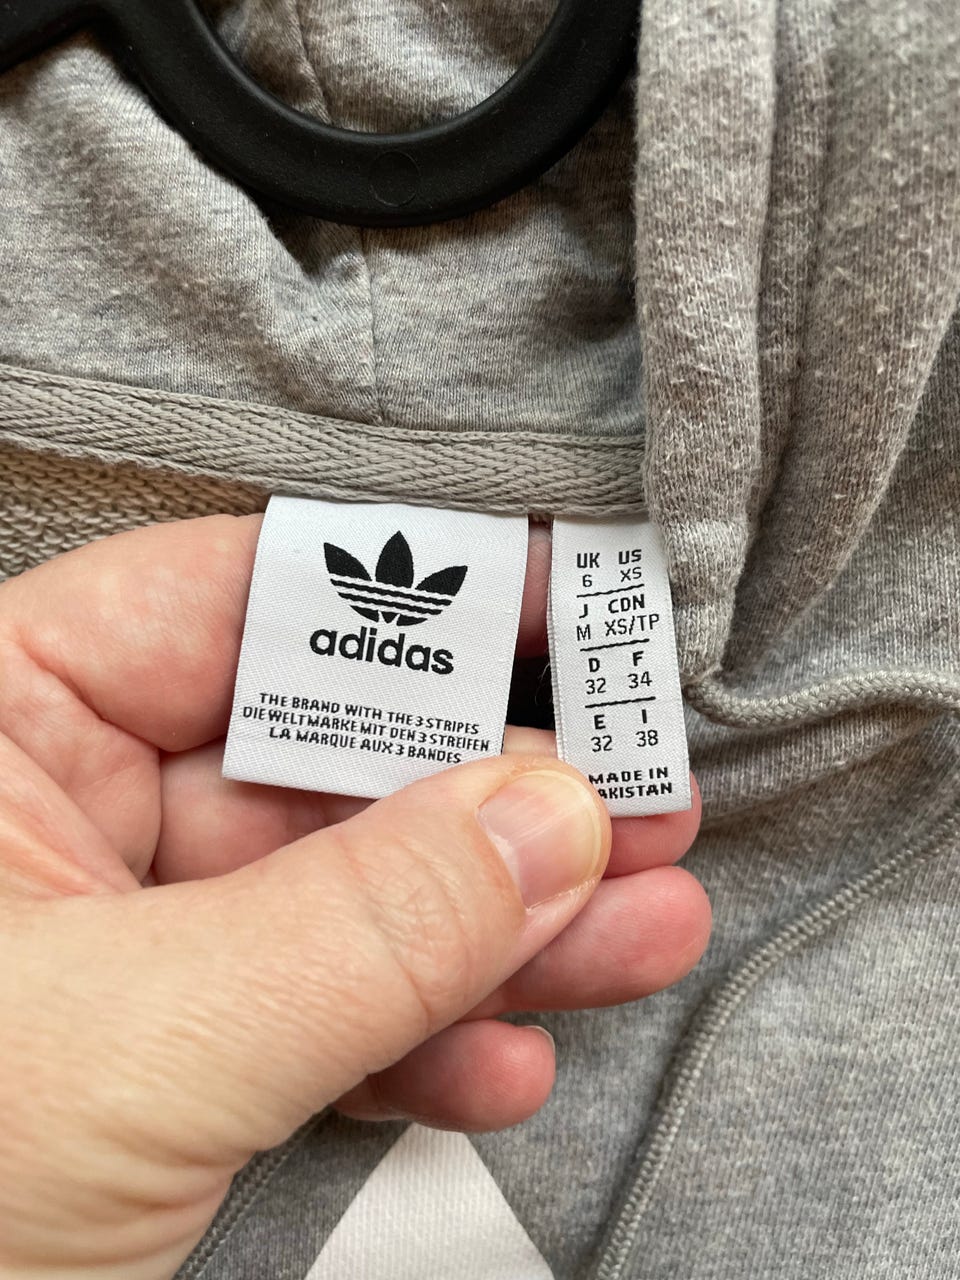 adidas
THE BRAND WITH THE 3 STRIPES
DIE WELTMARKE MIT DEN 3 STREIFEN
LA MARQUE AUX 3 BANDES
UK US
6 XS
J CDN
M XS/TP
D F
32 34
E I
32 38
MADE IN
AKISTAN